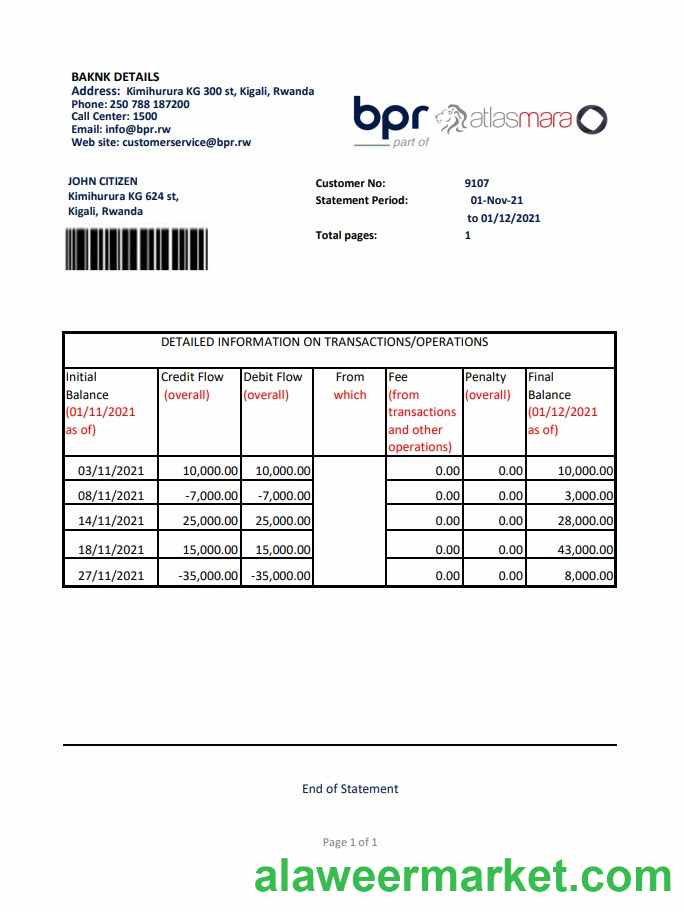 BAKNK DETAILS
Address: Kimihurura KG 300 st, Kigali, Rwanda
Phone: 250 788 187200
Call Center: 1500
Email: info@bpr.rw
Web site: customerservice@bpr.rw
bpr atlasmara
part of
JOHN CITIZEN
Kimihurura KG 624 st,
Kigali, Rwanda
Customer No: 9107
Statement Period: 01-Nov-21
to 01/12/2021
Total pages: 1
DETAILED INFORMATION ON TRANSACTIONS/OPERATIONS
Initial Credit Flow Debit Flow From Fee Penalty Final
Balance (overall) (overall) which (from (overall) Balance
(01/11/2021 transactions (01/12/2021
as of) and other as of)
operations)
03/11/2021 10,000.00 10,000.00 0.00 0.00 10,000.00
08/11/2021 -7,000.00 -7,000.00 0.00 0.00 3,000.00
14/11/2021 25,000.00 25,000.00 0.00 0.00 28,000.00
18/11/2021 15,000.00 15,000.00 0.00 0.00 43,000.00
27/11/2021 -35,000.00 -35,000.00 0.00 0.00 8,000.00
End of Statement
Page 1 of 1
alaweermarket.com